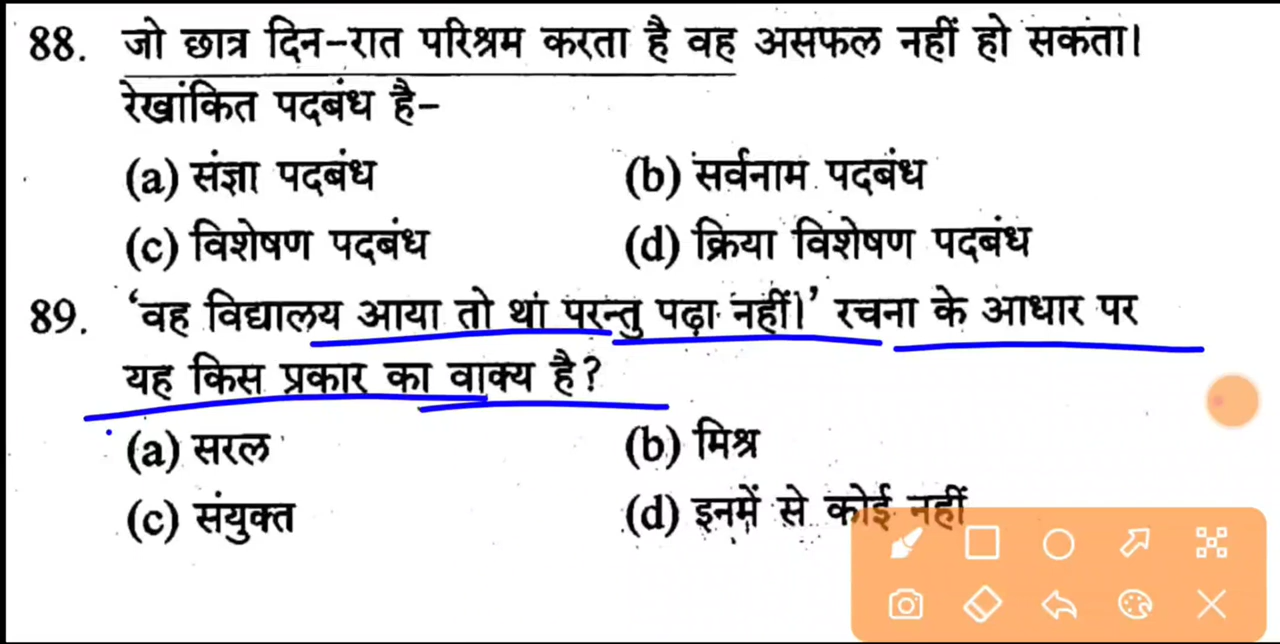 88. जो छात्र दिन-रात परिश्रम करता है वह असफल नहीं हो सकता।
रेखांकित पदबंध है-
(a) संज्ञा पदबंध (b) सर्वनाम पदबंध
(c) विशेषण पदबंध (d) क्रिया विशेषण पदबंध
89. ‘वह विद्यालय आया तो था परन्तु पढ़ा नहीं।’ रचना के आधार पर
यह किस प्रकार का वाक्य है?
(a) सरल (b) मिश्र
(c) संयुक्त (d) इनमें से कोई नहीं